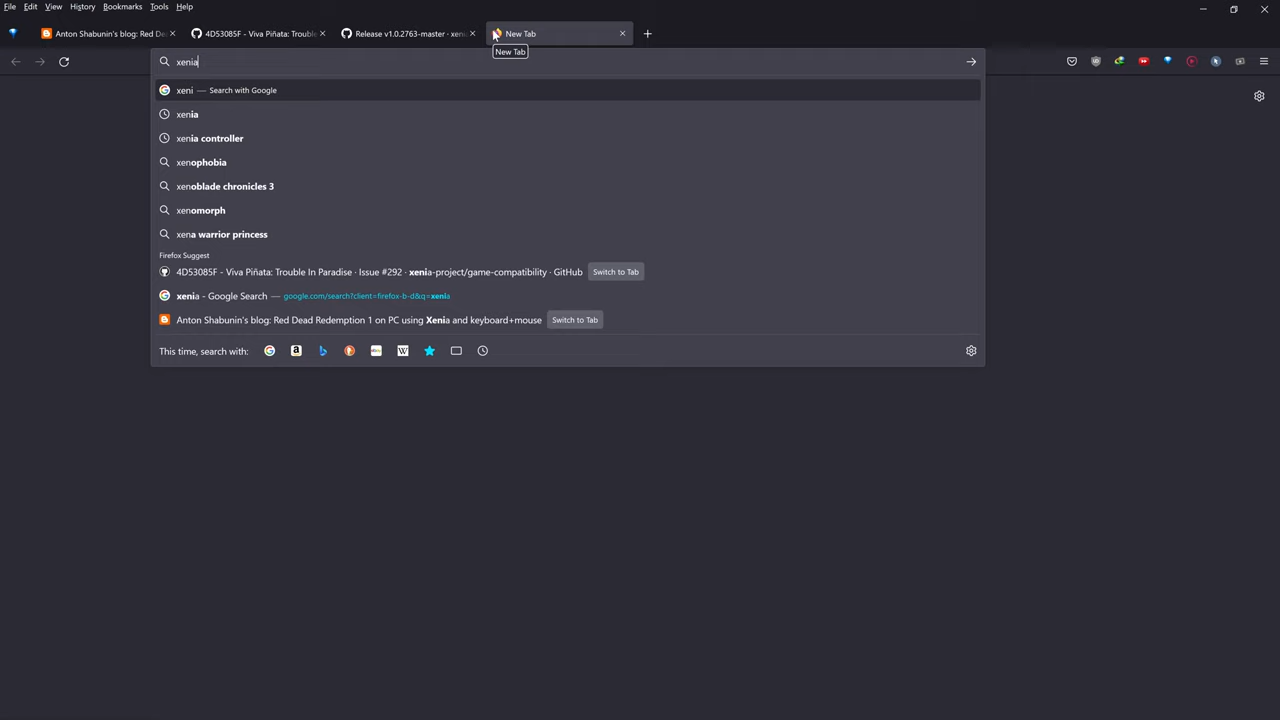 File Edit View History Bookmarks Tools Help
Anton Shabunin's blog: Red De
4D53085F - Viva Piñata: Trouble
Release v1.0.2763-master · xeni
New Tab
New Tab
xenia
xeni — Search with Google
xenia
xenia controller
xenophobia
xenoblade chronicles 3
xenomorph
xena warrior princess
Firefox Suggest
4D53085F - Viva Piñata: Trouble In Paradise · Issue #292 · xenia-project/game-compatibility · GitHub Switch to Tab
xenia - Google Search — google.com/search?client=firefox-b-d&q=xenia
Anton Shabunin's blog: Red Dead Redemption 1 on PC using Xenia and keyboard+mouse Switch to Tab
This time, search with: